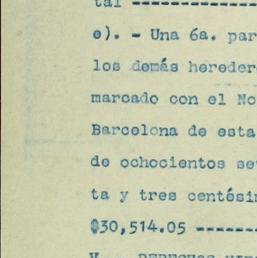 tal ---------------
e). - Una 6a. par
los demás hereder
marcado con el No
Barcelona de esta
de ochocientos se
ta y tres centési
$30,514.05 --------
V